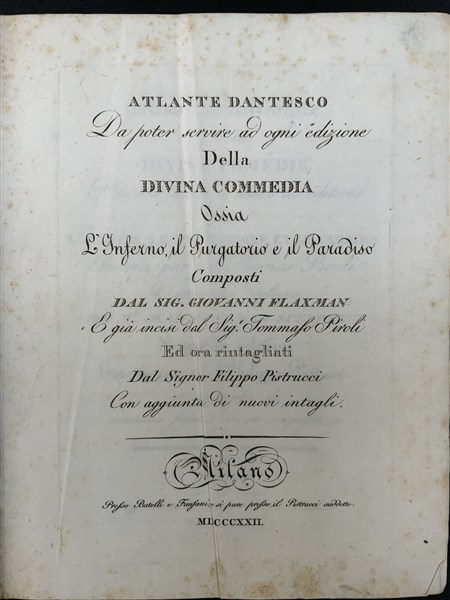 ATLANTE DANTESCO
Da poter servire ad ogni edizione
Della
DIVINA COMMEDIA
Ossia
L'Inferno, il Purgatorio e il Paradiso
Composti
DAL SIG. GIOVANNI FLAXMAN
E già incisi dal Sig.r Tommaso Piroli
Ed ora rintagliati
Dal Signor Filippo Pistrucci
Con aggiunta di nuovi intagli.
Milano
Presso Batelli e Fanfani, si pure presso il Pistrucci suddetto.
MDCCCXXII.